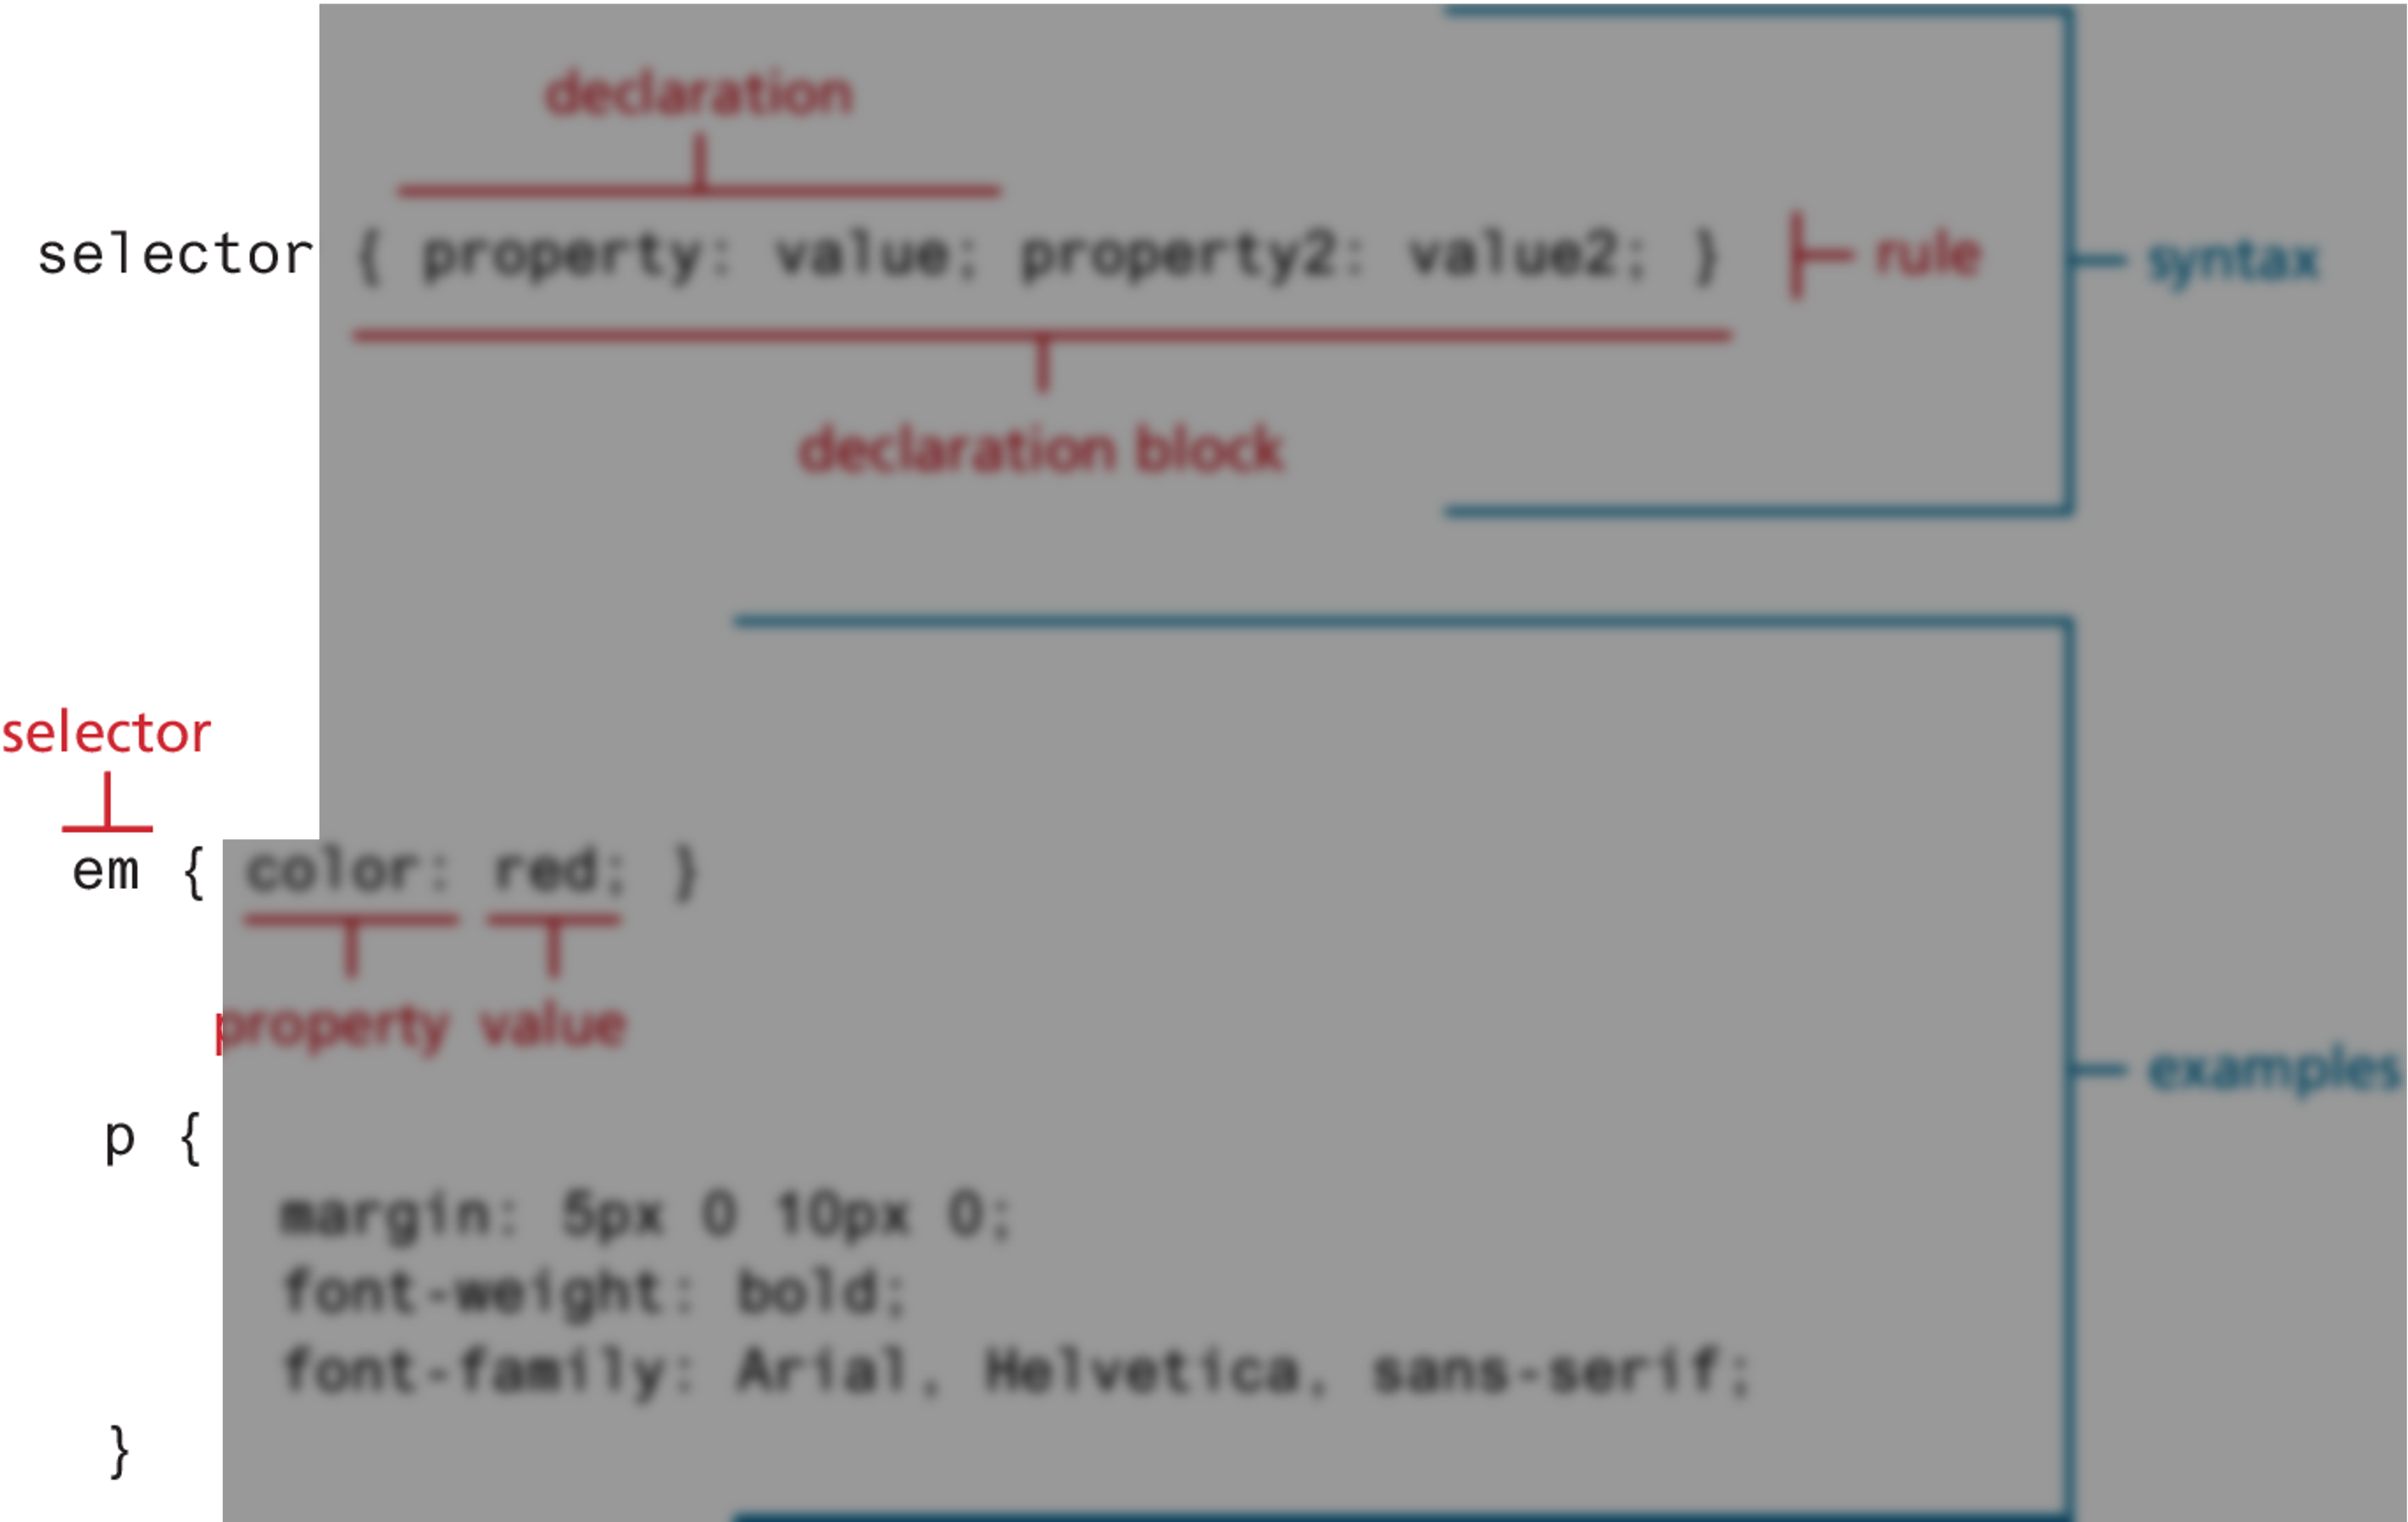 declaration
selector { property: value; property2: value2; } rule syntax
declaration block
selector
em { color: red; }
property value
examples
p {
margin: 5px 0 10px 0;
font-weight: bold;
font-family: Arial, Helvetica, sans-serif;
}